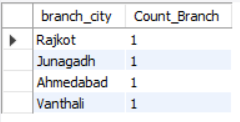 branch_city Count_Branch
Rajkot 1
Junagadh 1
Ahmedabad 1
Vanthali 1